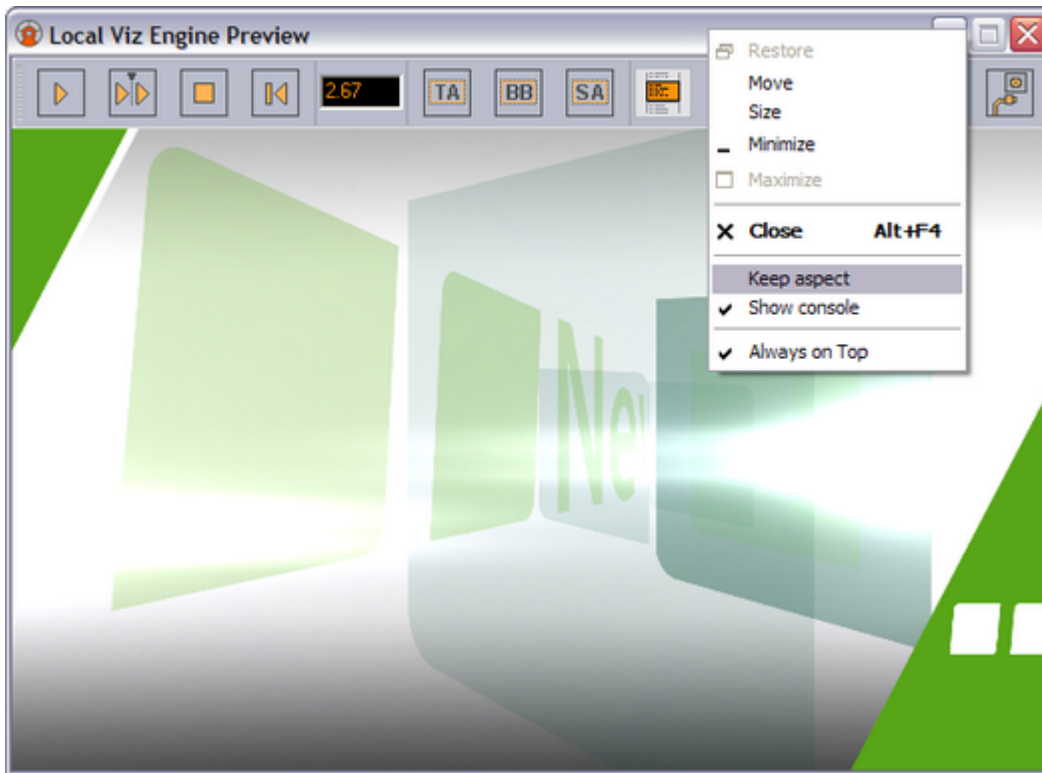 Local Viz Engine Preview
2.67
TA
BB
SA
Restore
Move
Size
Minimize
Maximize
Close Alt+F4
Keep aspect
Show console
Always on Top